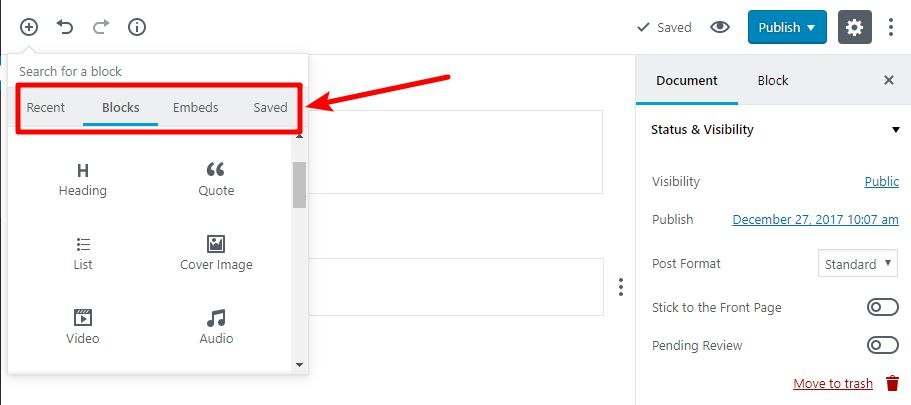 Saved
Publish
Search for a block
Recent Blocks Embeds Saved
Heading Quote
List Cover Image
Video Audio
Document Block
Status & Visibility
Visibility Public
Publish December 27, 2017 10:07 am
Post Format Standard
Stick to the Front Page
Pending Review
Move to trash